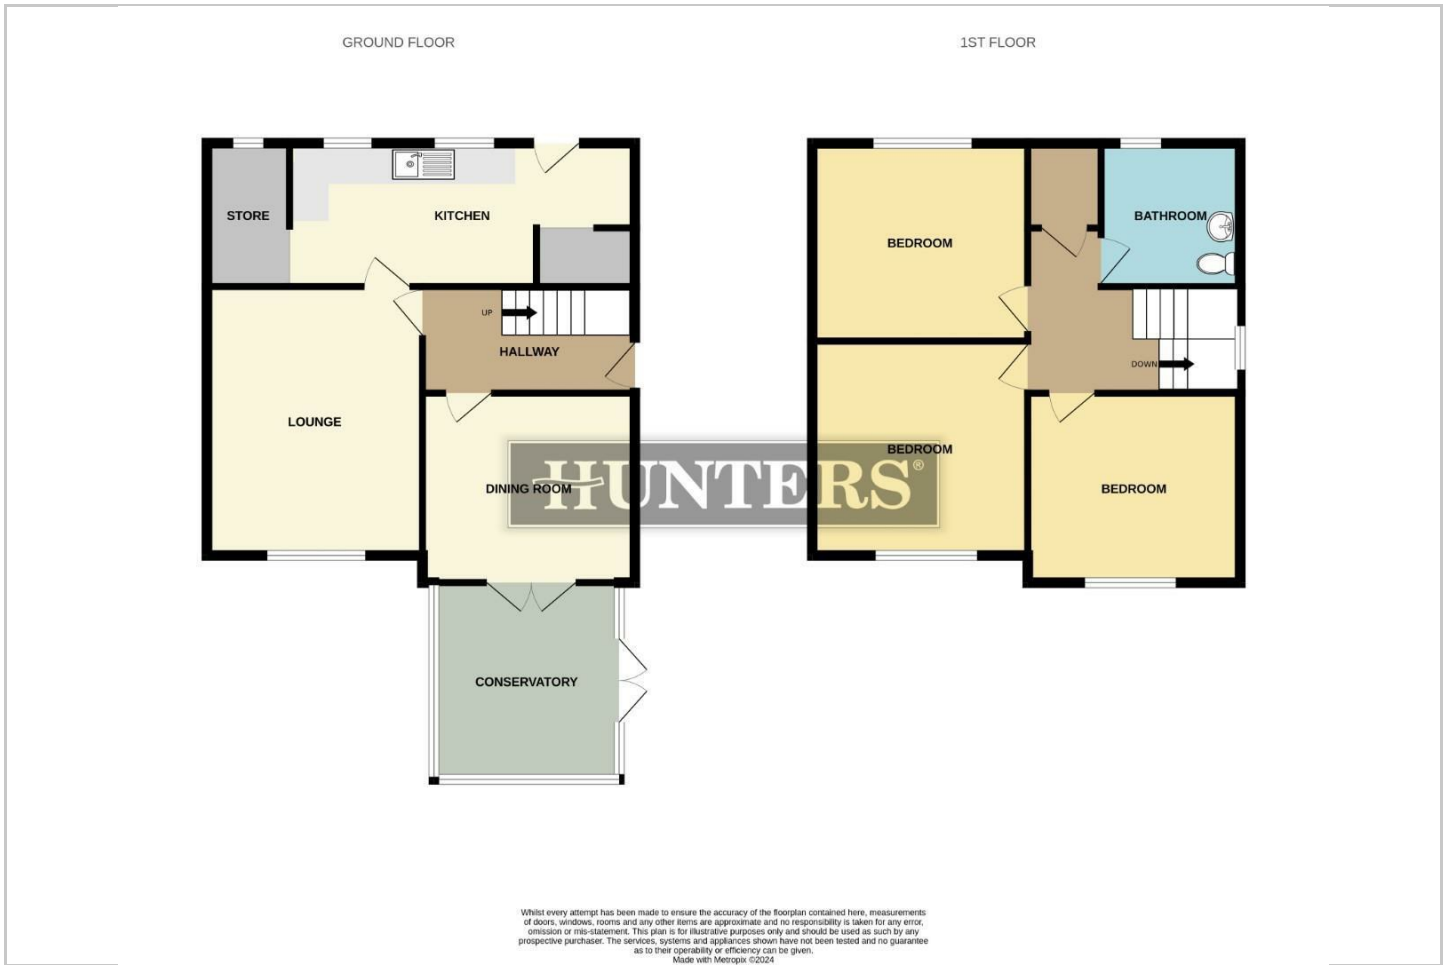 GROUND FLOOR
1ST FLOOR
STORE
KITCHEN
UP
HALLWAY
LOUNGE
DINING ROOM
CONSERVATORY
BEDROOM
BATHROOM
DOWN
BEDROOM
BEDROOM
HUNTERS®
Whilst every attempt has been made to ensure the accuracy of the floorplan contained here, measurements
of doors, windows, rooms and any other items are approximate and no responsibility is taken for any error,
omission or mis-statement. This plan is for illustrative purposes only and should be used as such by any
prospective purchaser. The services, systems and appliances shown have not been tested and no guarantee
as to their operability or efficiency can be given.
Made with Metropix ©2024